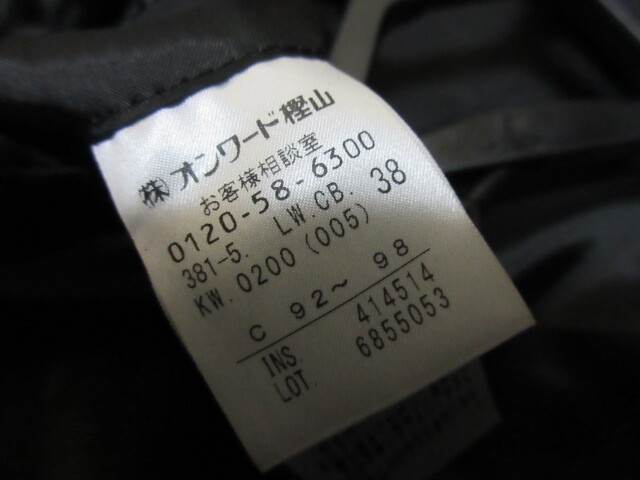 ㈱オンワード樫山
お客様相談室
0120-58-6300
381-5. LW.CB. 38
KW. 0200 (005)
C 92~ 98
INS. 414514
LOT. 6855053